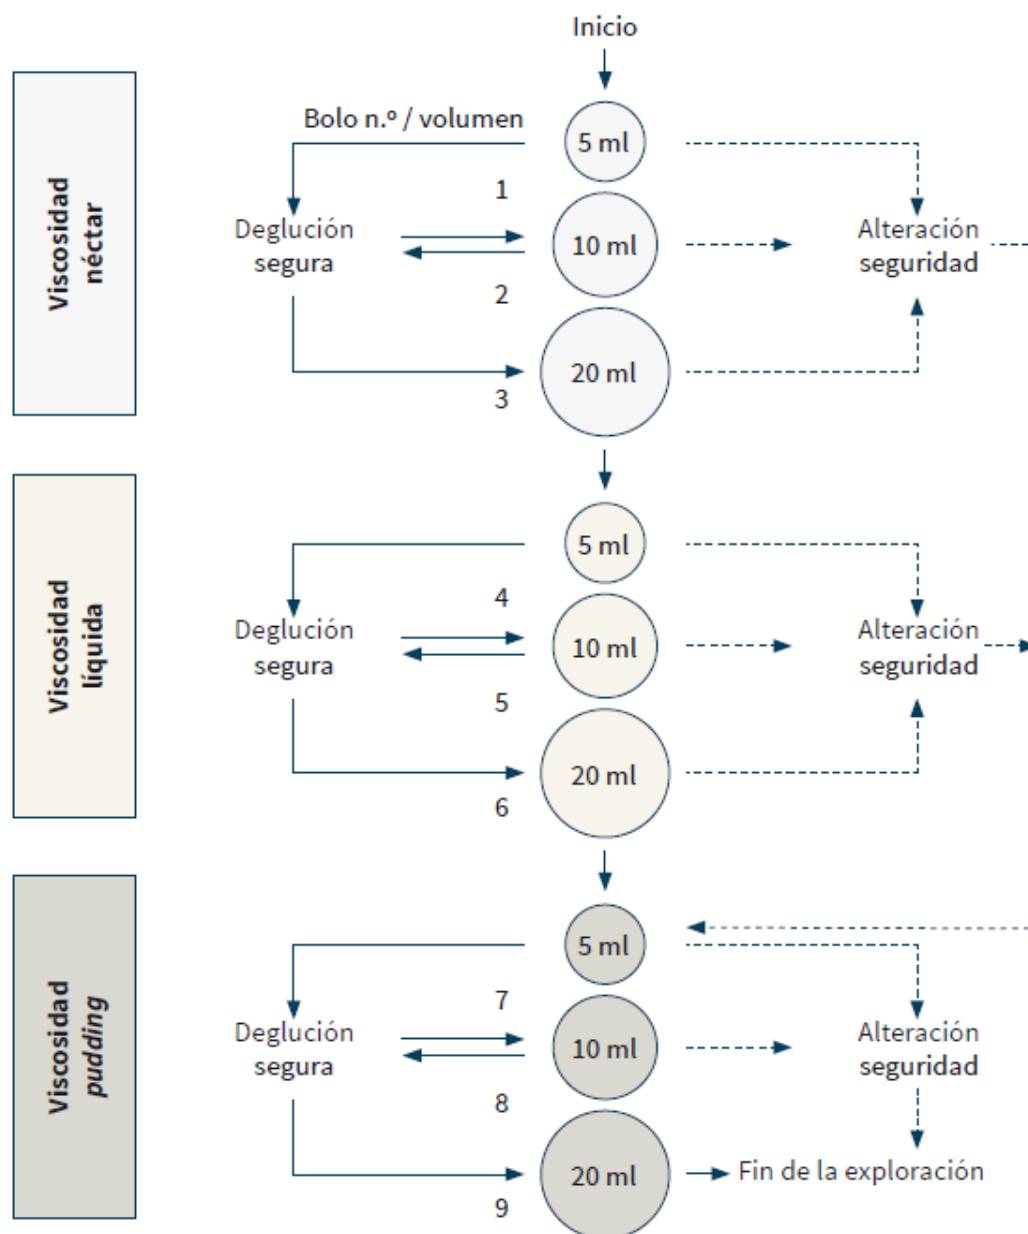 Inicio
Bolo n.º / volumen
5 ml
1
Viscosidad
néctar
Deglución
segura
10 ml
Alteración
seguridad
2
20 ml
3
5 ml
4
Viscosidad
líquida
Deglución
segura
10 ml
Alteración
seguridad
5
20 ml
6
5 ml
7
Viscosidad
pudding
Deglución
segura
10 ml
Alteración
seguridad
8
20 ml
Fin de la exploración
9